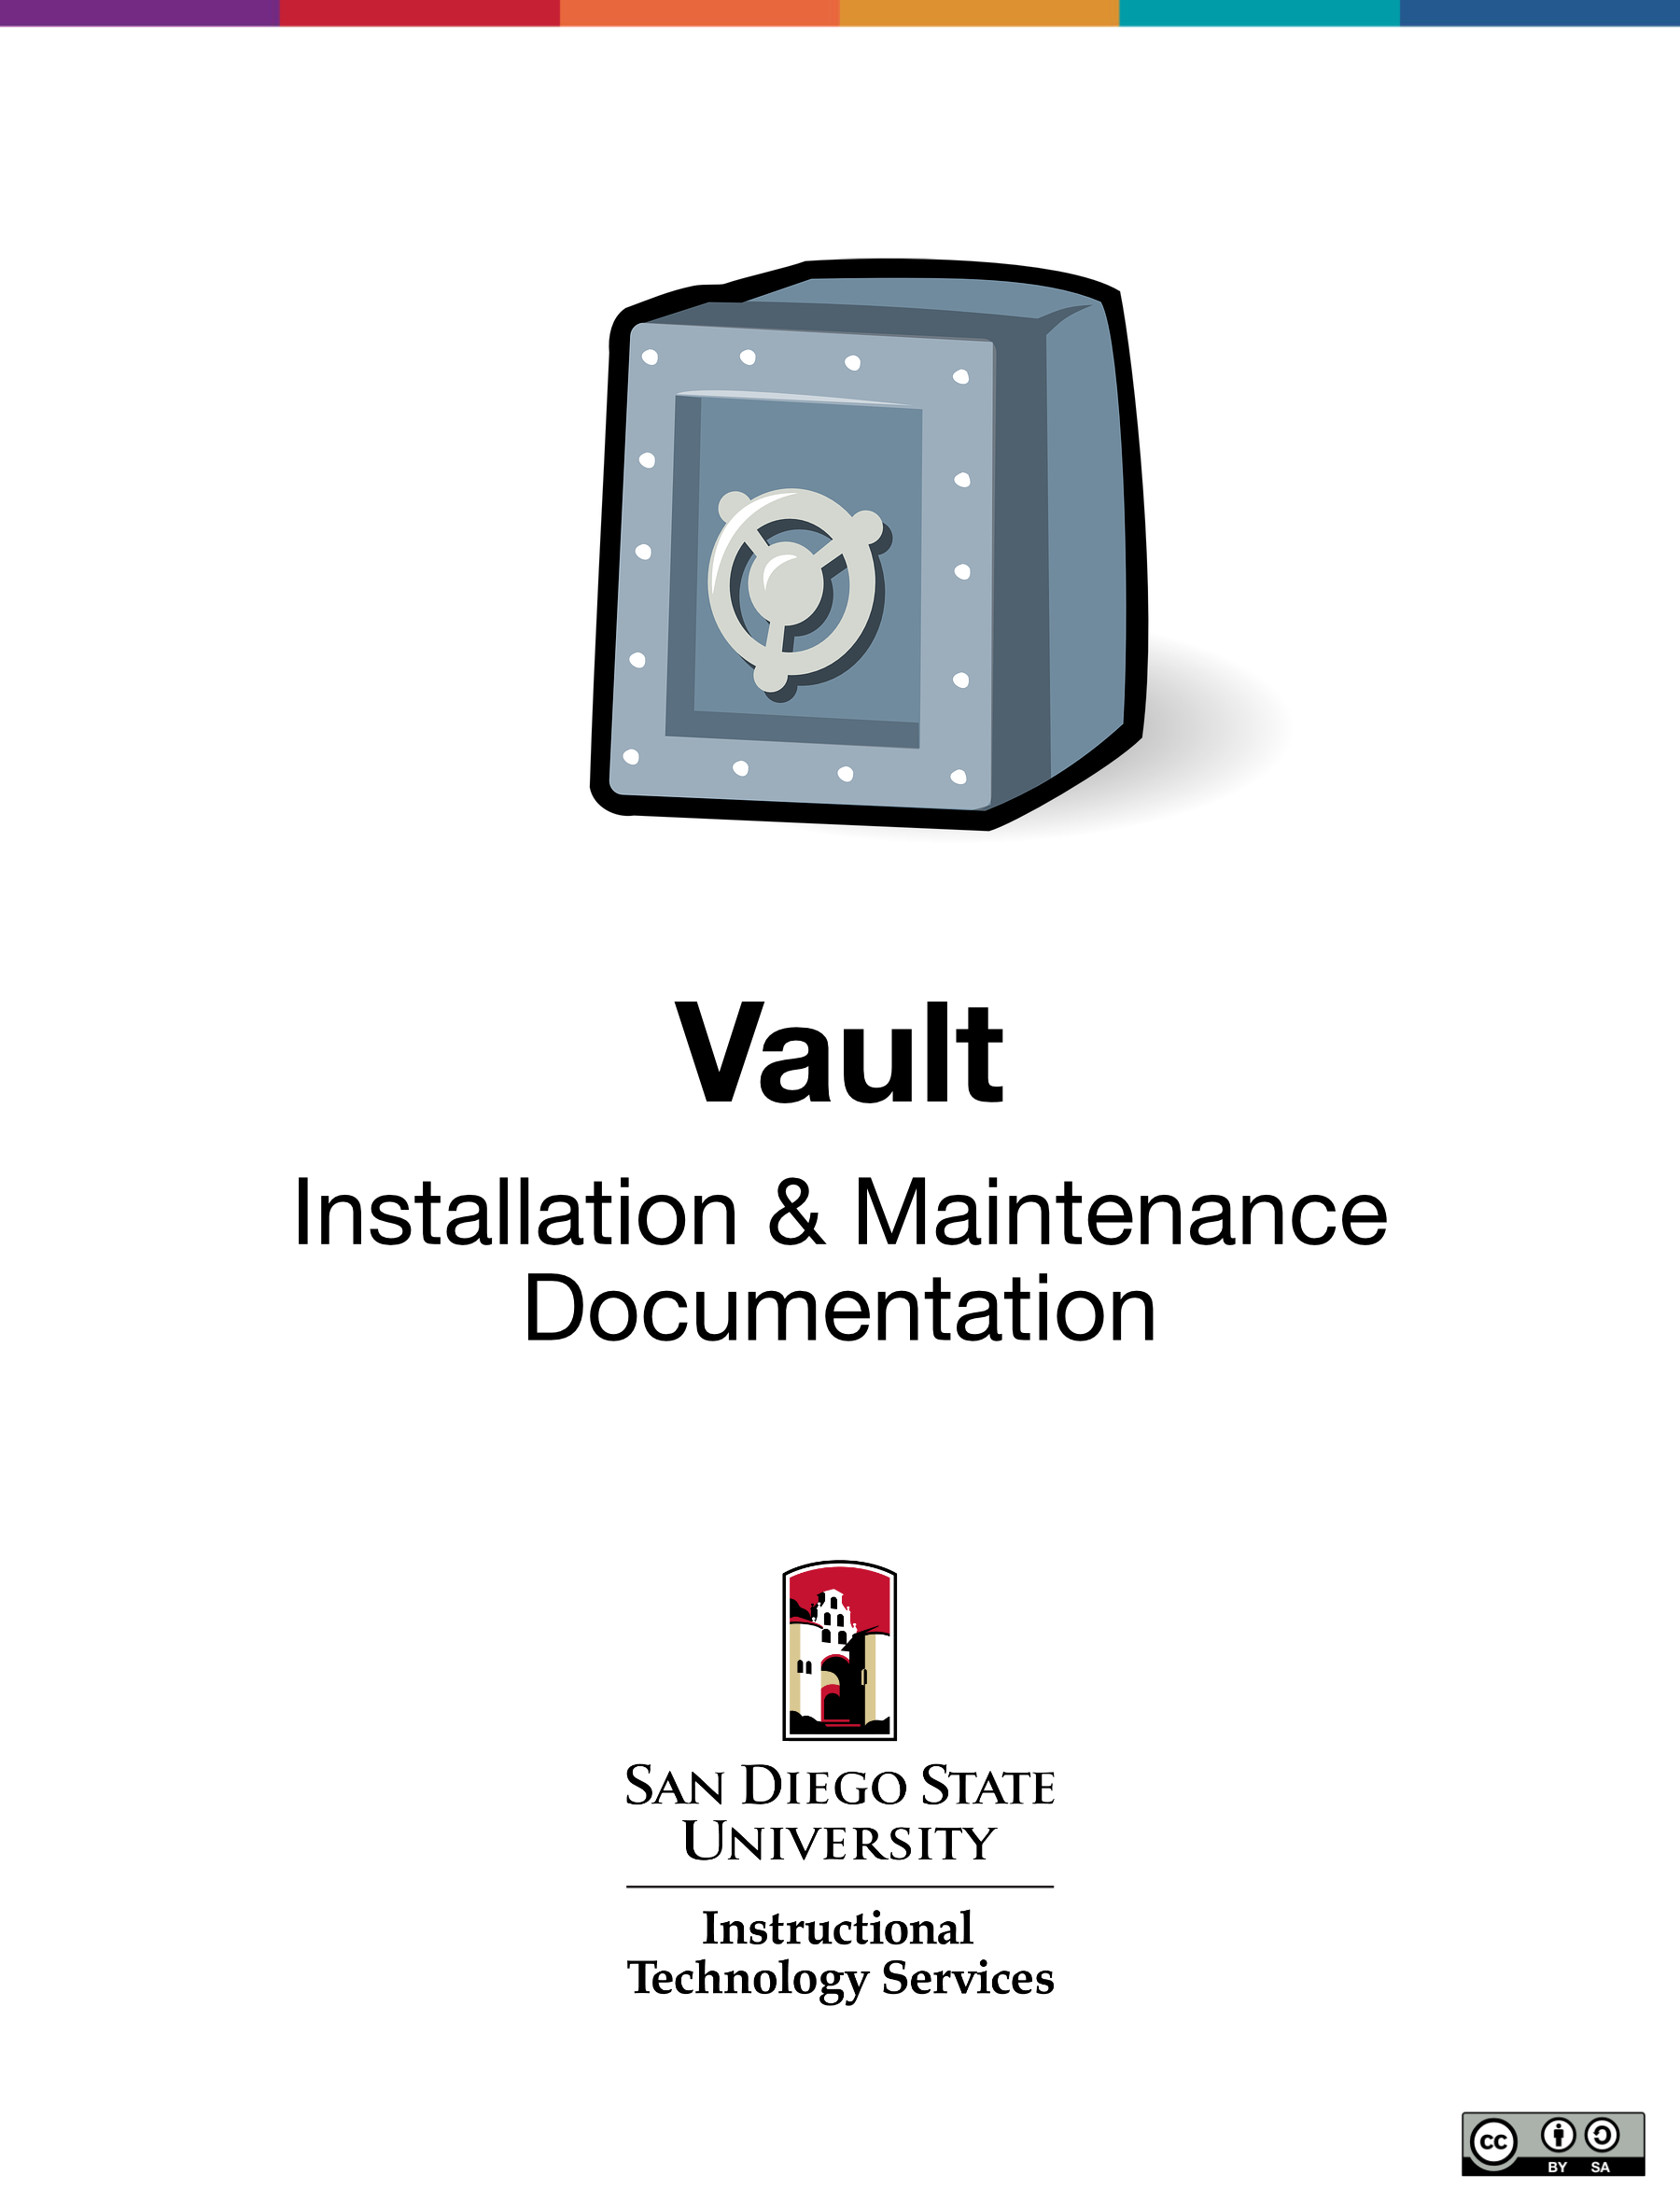 Vault
Installation & Maintenance
Documentation
SAN DIEGO STATE
UNIVERSITY
Instructional
Technology Services
cc
BY SA